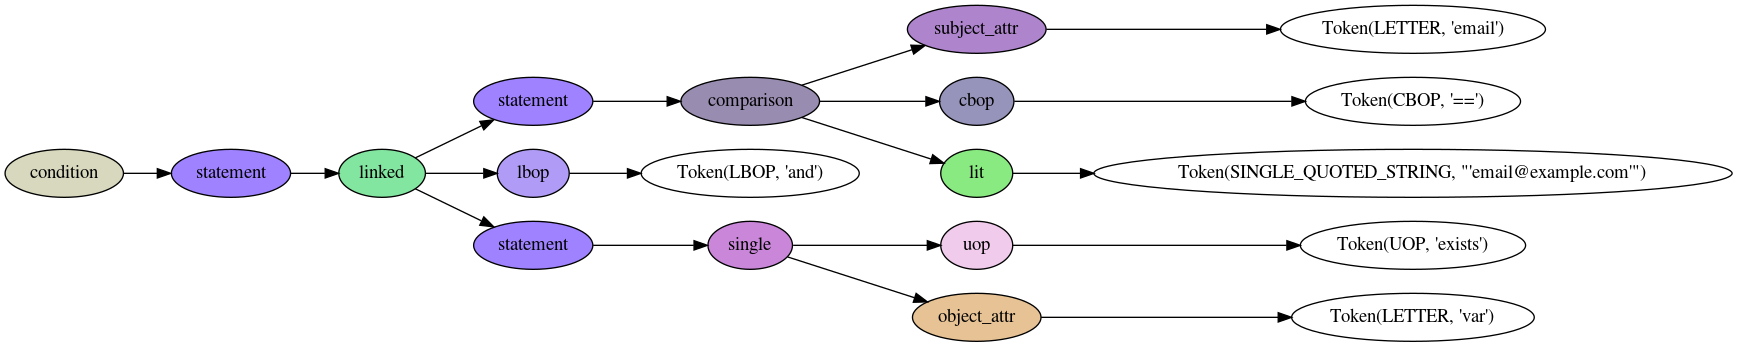 subject_attr
Token(LETTER, 'email')
statement
comparison
cbop
Token(CBOP, '==')
condition
statement
linked
lbop
Token(LBOP, 'and')
lit
Token(SINGLE_QUOTED_STRING, "'email@example.com'")
statement
single
uop
Token(UOP, 'exists')
object_attr
Token(LETTER, 'var')